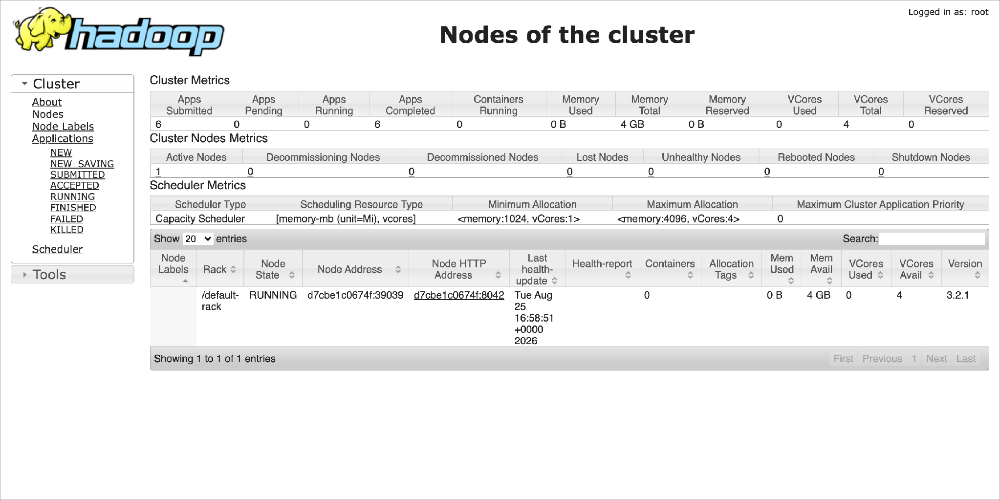 hadoop
Logged in as: root
Nodes of the cluster
Cluster
About
Nodes
Node Labels
Applications
NEW
NEW_SAVING
SUBMITTED
ACCEPTED
RUNNING
FINISHED
FAILED
KILLED
Scheduler
Tools
Cluster Metrics
Apps Submitted Apps Pending Apps Running Apps Completed Containers Running Memory Used Memory Total Memory Reserved VCores Used VCores Total VCores Reserved
6 0 0 6 0 0 B 4 GB 0 B 0 4 0
Cluster Nodes Metrics
Active Nodes Decommissioning Nodes Decommissioned Nodes Lost Nodes Unhealthy Nodes Rebooted Nodes Shutdown Nodes
1 0 0 0 0 0 0
Scheduler Metrics
Scheduler Type Scheduling Resource Type Minimum Allocation Maximum Allocation Maximum Cluster Application Priority
Capacity Scheduler [memory-mb (unit=Mi), vcores] <memory:1024, vCores:1> <memory:4096, vCores:4> 0
Show 20 entries Search:
Node Labels Rack Node State Node Address Node HTTP Address Last health-update Health-report Containers Allocation Tags Mem Used Mem Avail VCores Used VCores Avail Version
/default-rack RUNNING d7cbe1c0674f:39039 d7cbe1c0674f:8042 Tue Aug 25 16:58:51 +0000 2026 0 0 B 4 GB 0 4 3.2.1
Showing 1 to 1 of 1 entries First Previous 1 Next Last